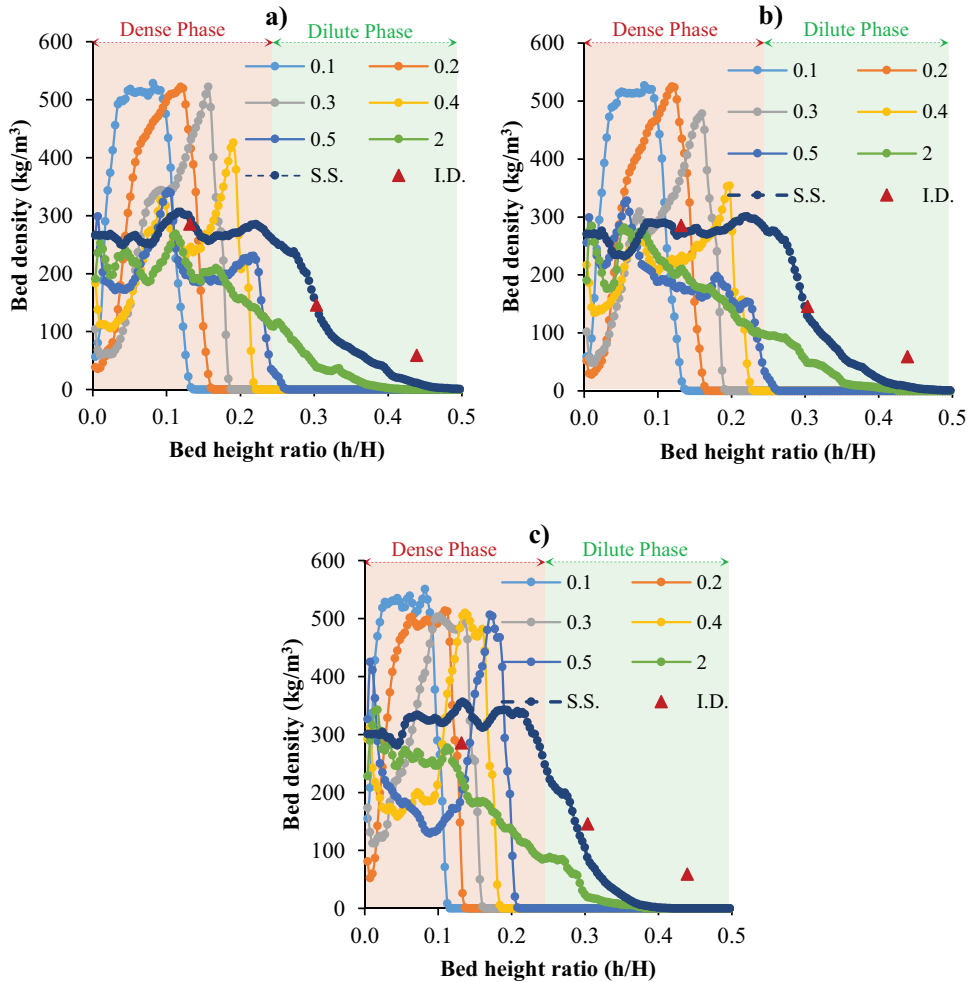 a)
Dense Phase Dilute Phase
600
500
400
300
200
100
0
0.1 0.2
0.3 0.4
0.5 2
S.S. I.D.
0.0 0.1 0.2 0.3 0.4 0.5
Bed density (kg/m³)
Bed height ratio (h/H)
b)
Dense Phase Dilute Phase
600
500
400
300
200
100
0
0.1 0.2
0.3 0.4
0.5 2
S.S. I.D.
0.0 0.1 0.2 0.3 0.4 0.5
Bed density (kg/m³)
Bed height ratio (h/H)
c)
Dense Phase Dilute Phase
600
500
400
300
200
100
0
0.1 0.2
0.3 0.4
0.5 2
S.S. I.D.
0.0 0.1 0.2 0.3 0.4 0.5
Bed density (kg/m³)
Bed height ratio (h/H)